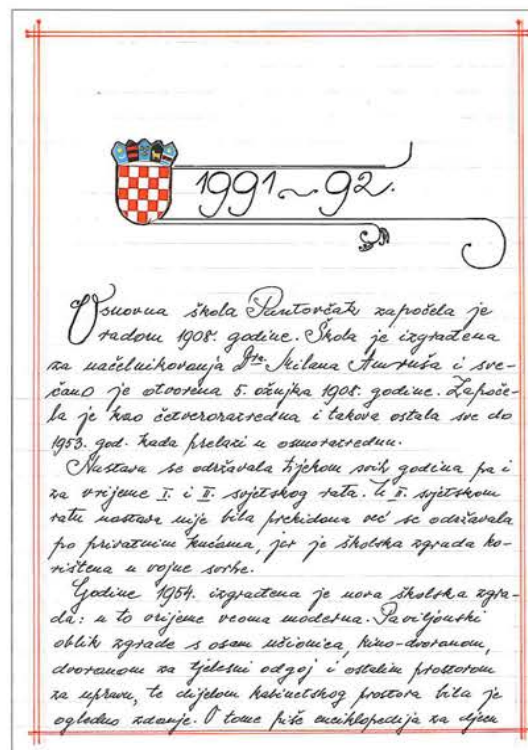 1991~92.
Osnovna škola Pantovčak započela je
radom 1908. godine. Škola je izgrađena
za načelnikovanja Dra. Milana Amruša i sve-
čano je otvorena 5. ožujka 1908. godine. Započe-
la je kao četverorazredna i takova ostala sve do
1953. god. kada prelazi u osmorazrednu.
Nastava se održavala tijekom svih godina pa i
za vrijeme I. i II. svjetskog rata. U II. svjetskom
ratu nastava nije bila prekidana već se održavala
po privatnim kućama, jer je školska zgrada ko-
rištena u vojne svrhe.
Godine 1954. izgrađena je nova školska zgra-
da: u to vrijeme veoma moderna. Paviljonski
oblik zgrade s osam učionica, kino-dvoranom,
dvoranom za tjelesni odgoj i ostalim prostorom
za upravu, te dijelom kabinetskog prostora bila je
ogledno zdanje. O tome piše enciklopedija za djecu